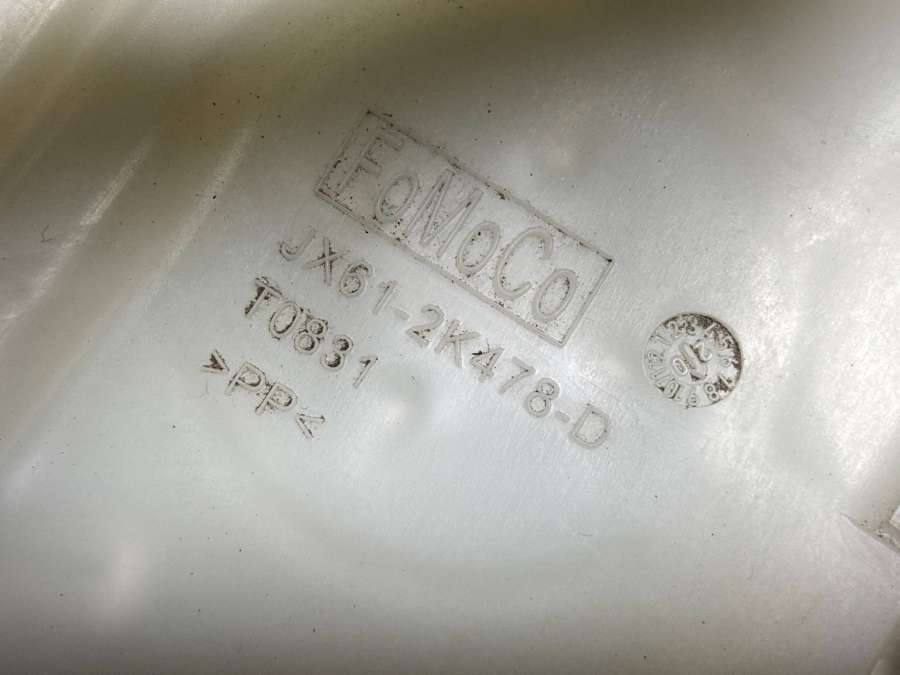 FoMoCo
JX61-2K478-D
T0831
>PP<